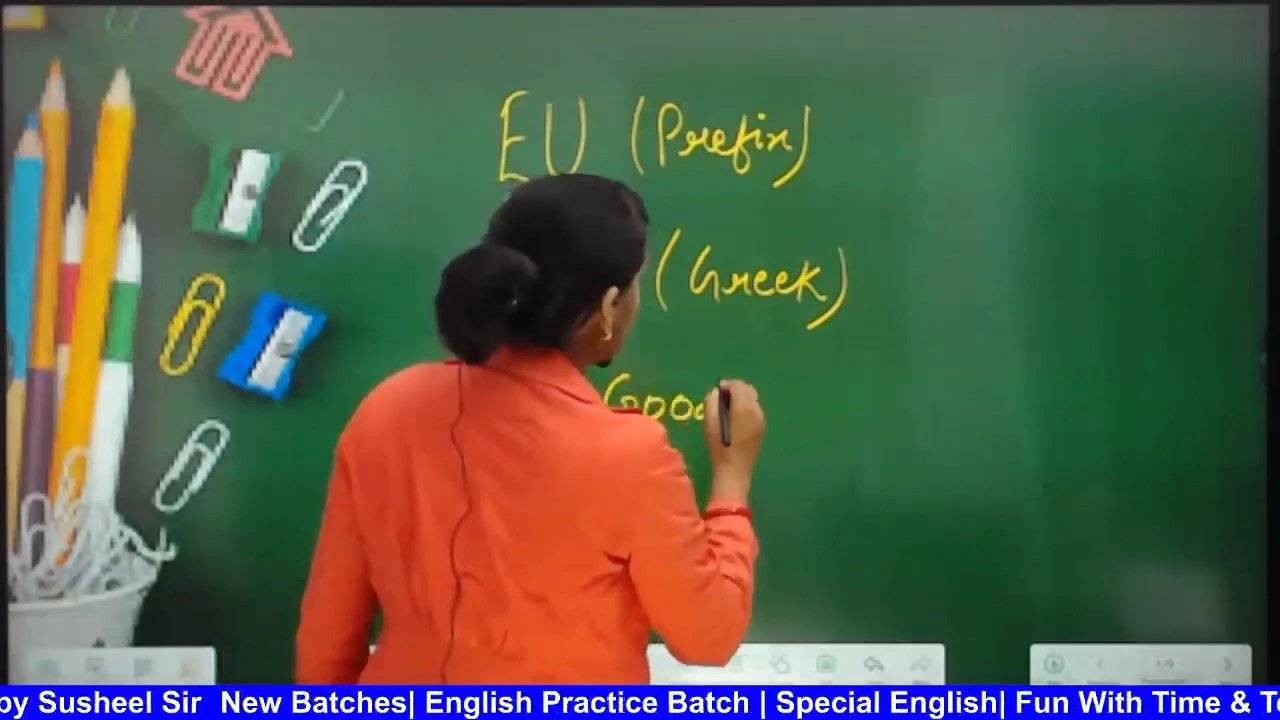 EU (Prefix)
(Greek)
Good
by Susheel Sir New Batches| English Practice Batch | Special English| Fun With Time & T